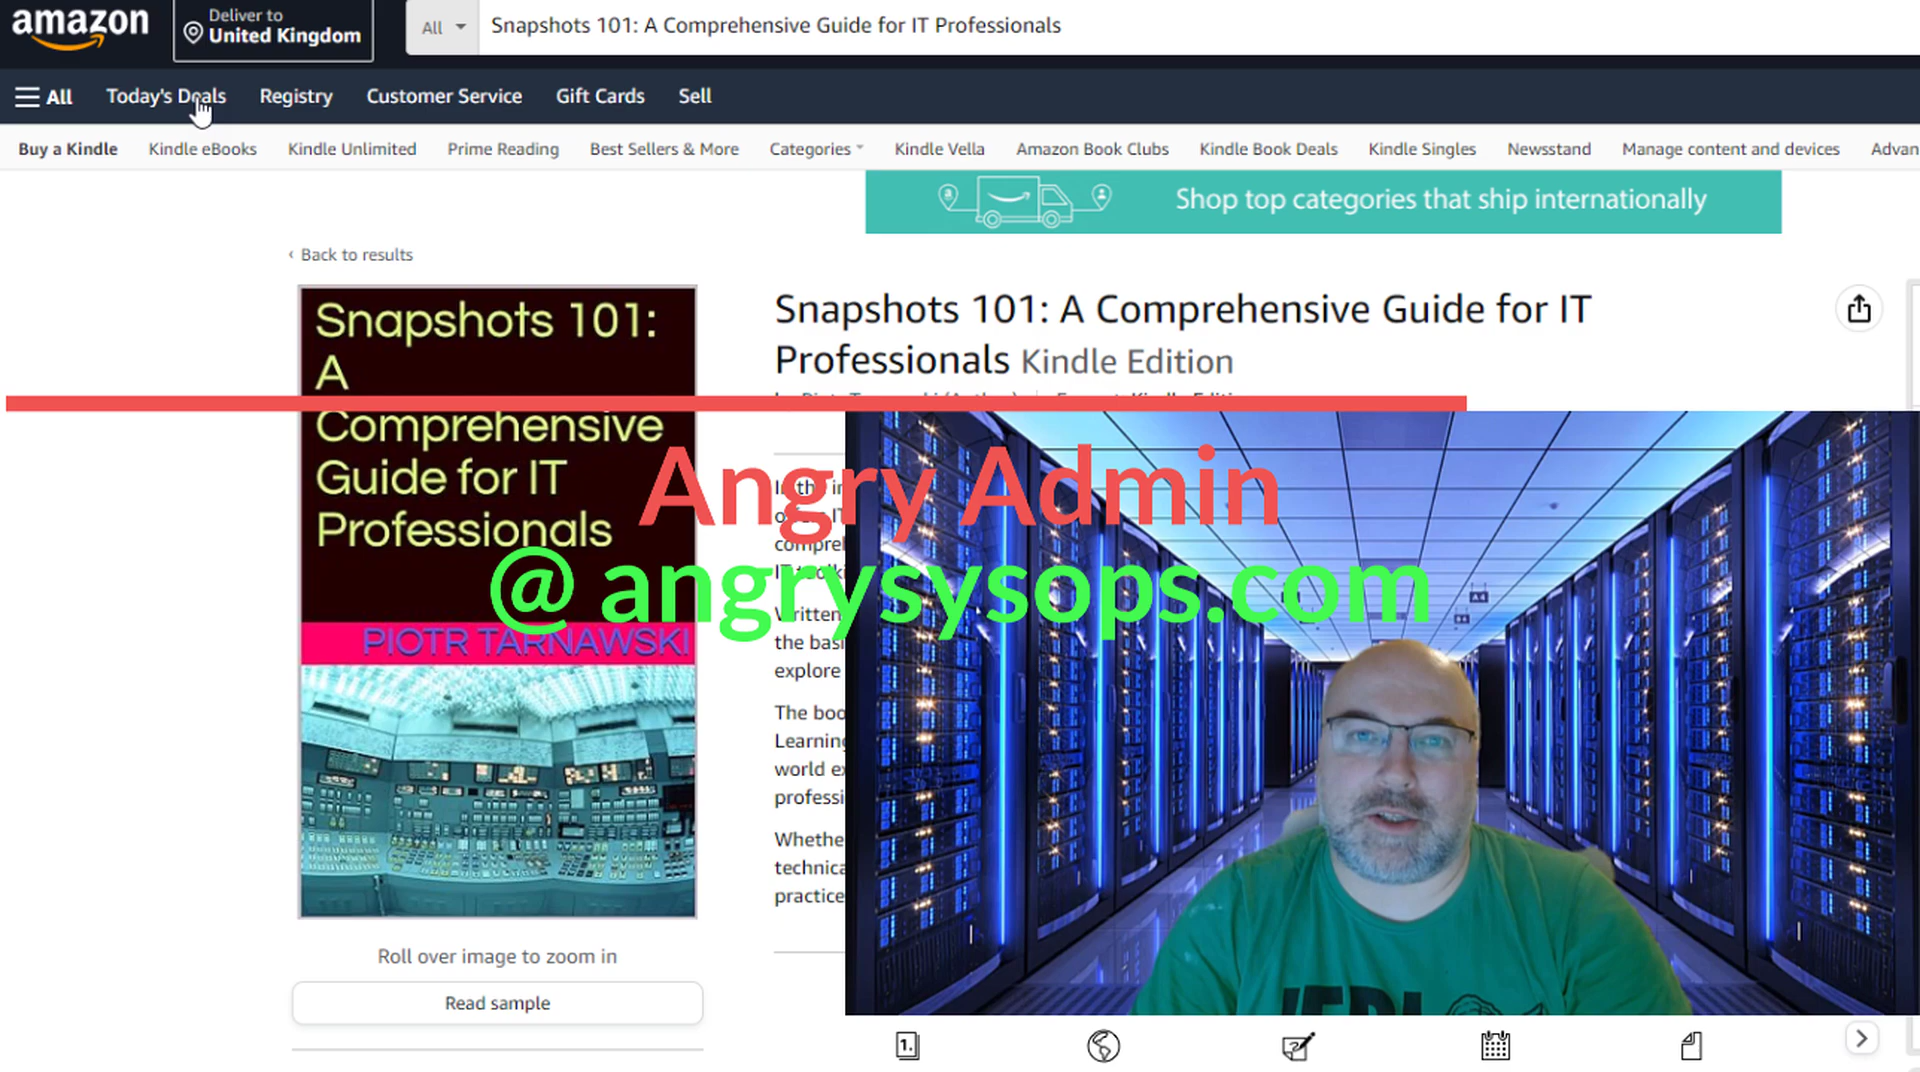 amazon
Deliver to
United Kingdom
All
Snapshots 101: A Comprehensive Guide for IT Professionals
All
Today's Deals
Registry
Customer Service
Gift Cards
Sell
Buy a Kindle
Kindle eBooks
Kindle Unlimited
Prime Reading
Best Sellers & More
Categories
Kindle Vella
Amazon Book Clubs
Kindle Book Deals
Kindle Singles
Newsstand
Manage content and devices
Advan
Shop top categories that ship internationally
Back to results
Snapshots 101:
A
Comprehensive
Guide for IT
Professionals
PIOTR TARNAWSKI
Roll over image to zoom in
Read sample
Snapshots 101: A Comprehensive Guide for IT
Professionals Kindle Edition
Angry Admin
@ angrysysops.com
compreh
Written
the basi
explore
The boo
Learning
world ex
professi
Whethe
technica
practice
1.